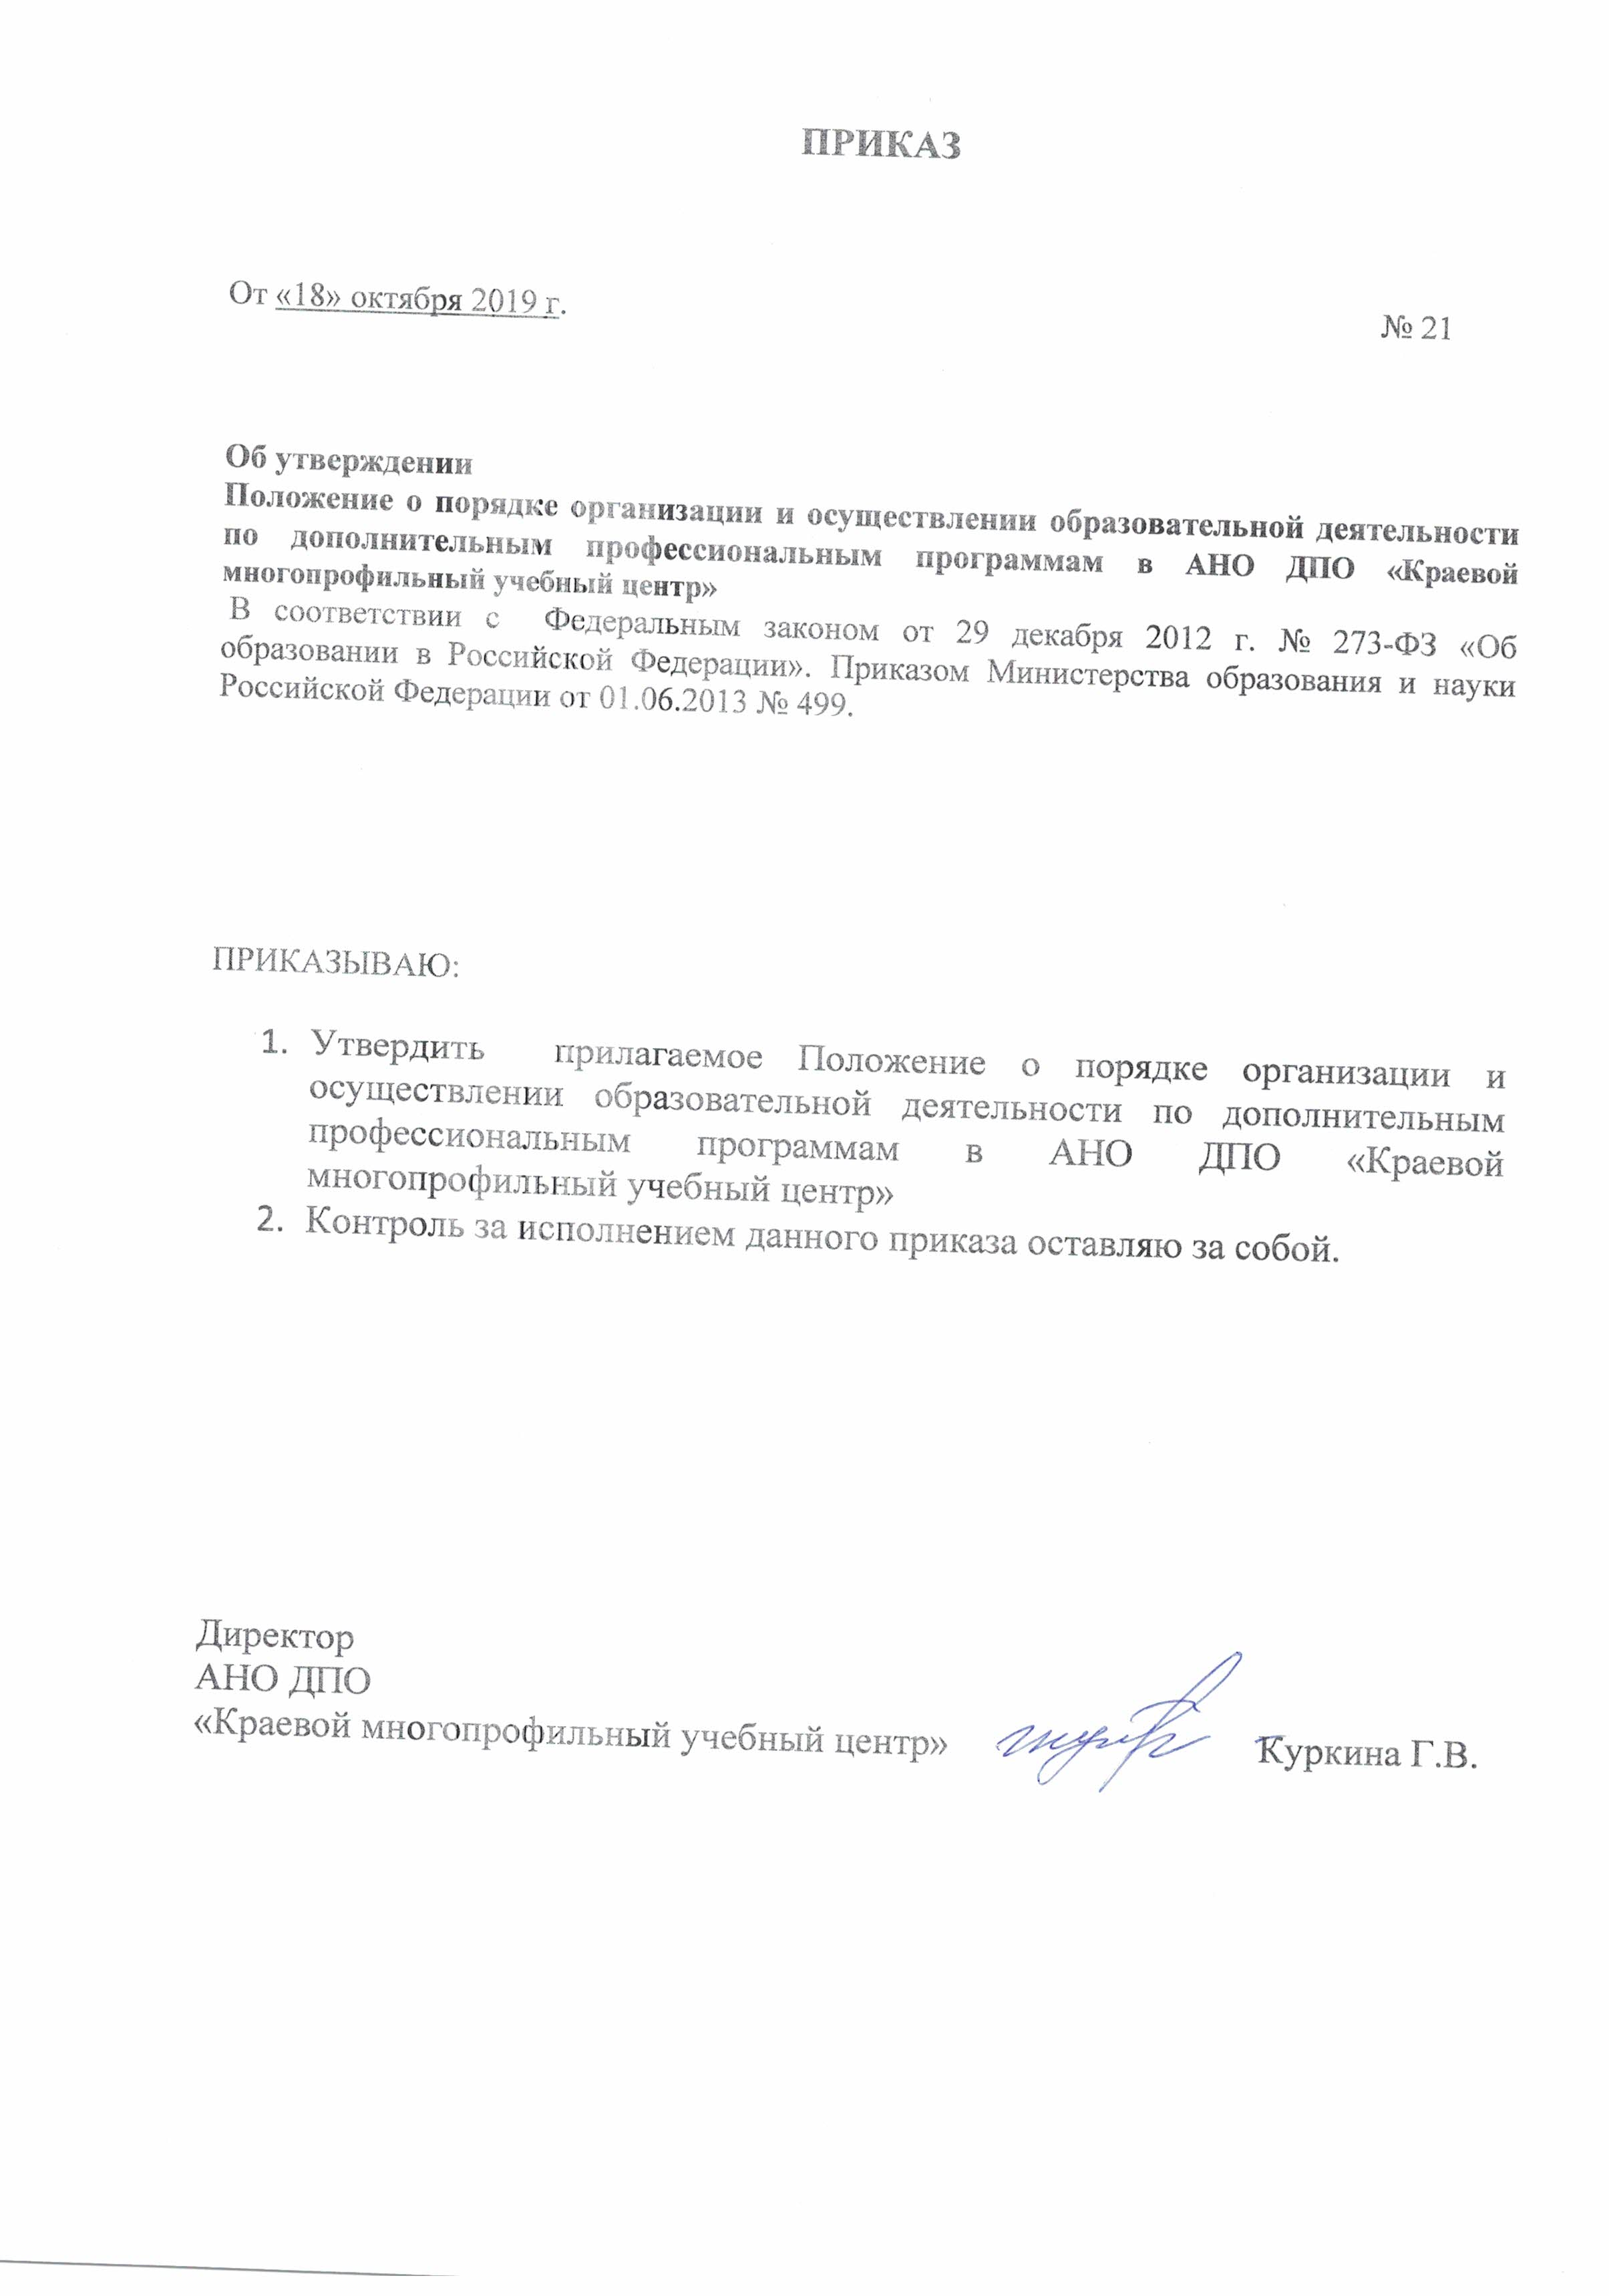 ПРИКАЗ
От «18» октября 2019 г.
№ 21
Об утверждении
Положение о порядке организации и осуществлении образовательной деятельности
по дополнительным профессиональным программам в АНО ДПО «Краевой
многопрофильный учебный центр»
В соответствии с Федеральным законом от 29 декабря 2012 г. № 273-ФЗ «Об
образовании в Российской Федерации». Приказом Министерства образования и науки
Российской Федерации от 01.06.2013 № 499.
ПРИКАЗЫВАЮ:
1. Утвердить прилагаемое Положение о порядке организации и
осуществлении образовательной деятельности по дополнительным
профессиональным программам в АНО ДПО «Краевой
многопрофильный учебный центр»
2. Контроль за исполнением данного приказа оставляю за собой.
Директор
АНО ДПО
«Краевой многопрофильный учебный центр»
Куркина Г.В.